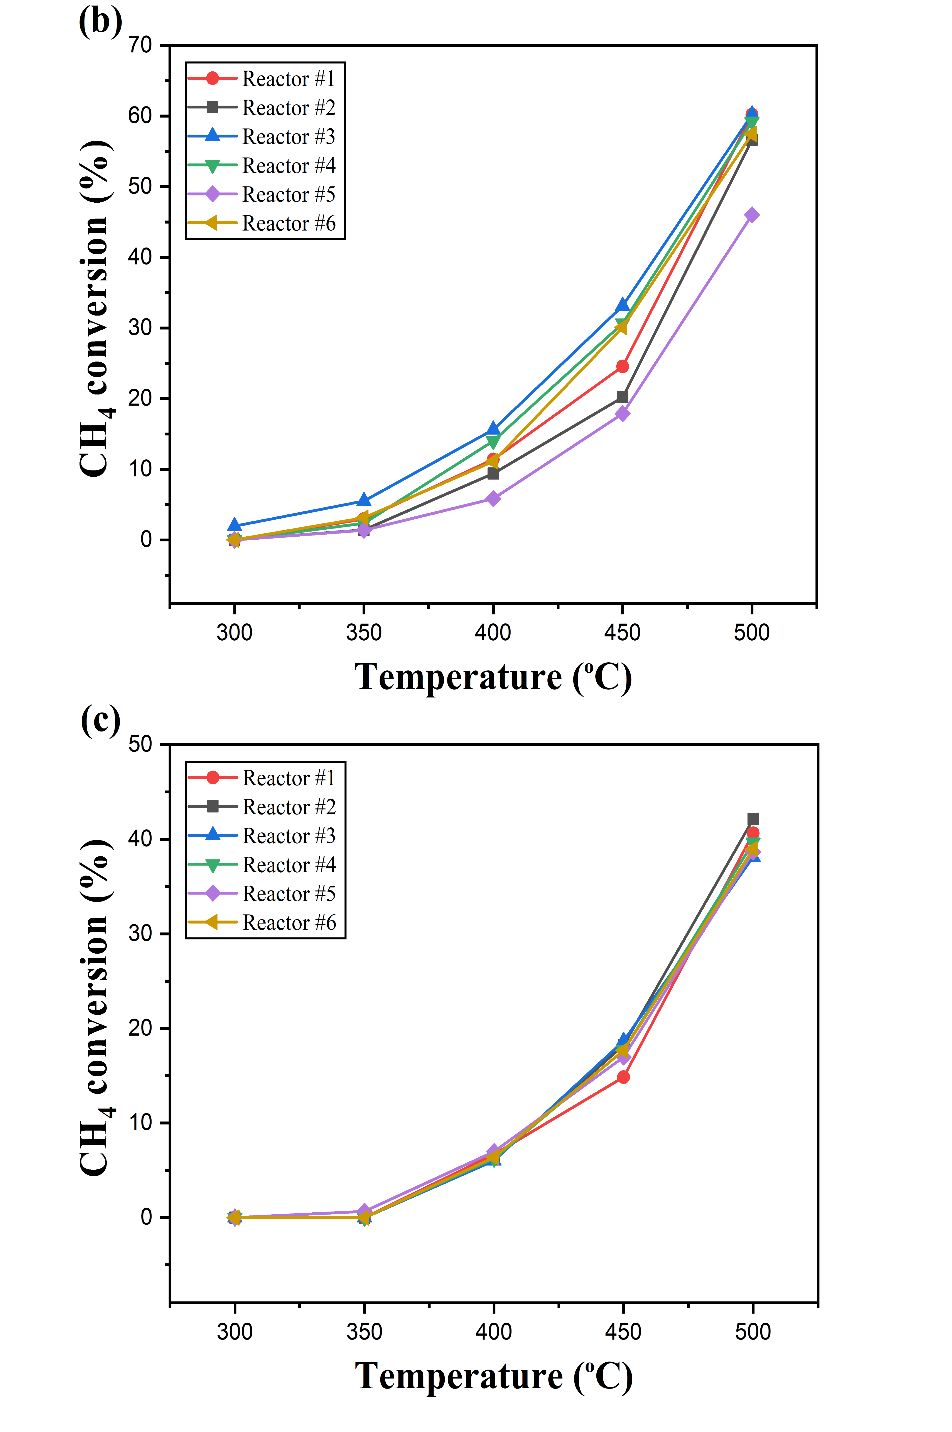 (b)
70
60
50
40
30
20
10
0
Reactor #1
Reactor #2
Reactor #3
Reactor #4
Reactor #5
Reactor #6
CH₄ conversion (%)
300 350 400 450 500
Temperature (ºC)
(c)
50
40
30
20
10
0
Reactor #1
Reactor #2
Reactor #3
Reactor #4
Reactor #5
Reactor #6
CH₄ conversion (%)
300 350 400 450 500
Temperature (ºC)